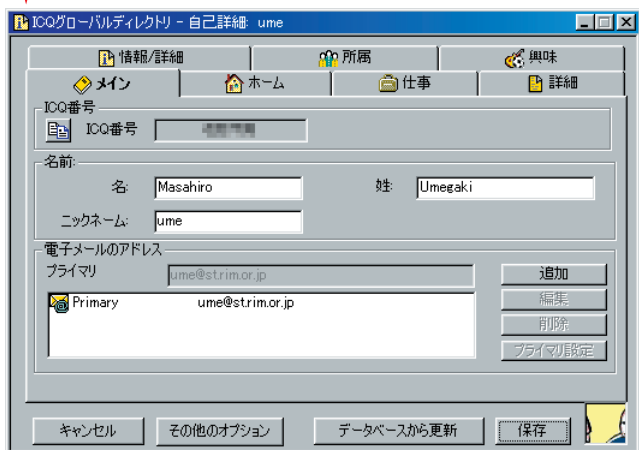 ICQグローバルディレクトリ - 自己詳細: ume
情報/詳細 所属 興味
メイン ホーム 仕事 詳細
ICQ番号
ICQ番号
名前:
名: Masahiro 姓: Umegaki
ニックネーム: ume
電子メールのアドレス
プライマリ ume@st.rim.or.jp 追加
Primary ume@st.rim.or.jp 編集
削除
プライマリ設定
キャンセル その他のオプション データベースから更新 保存